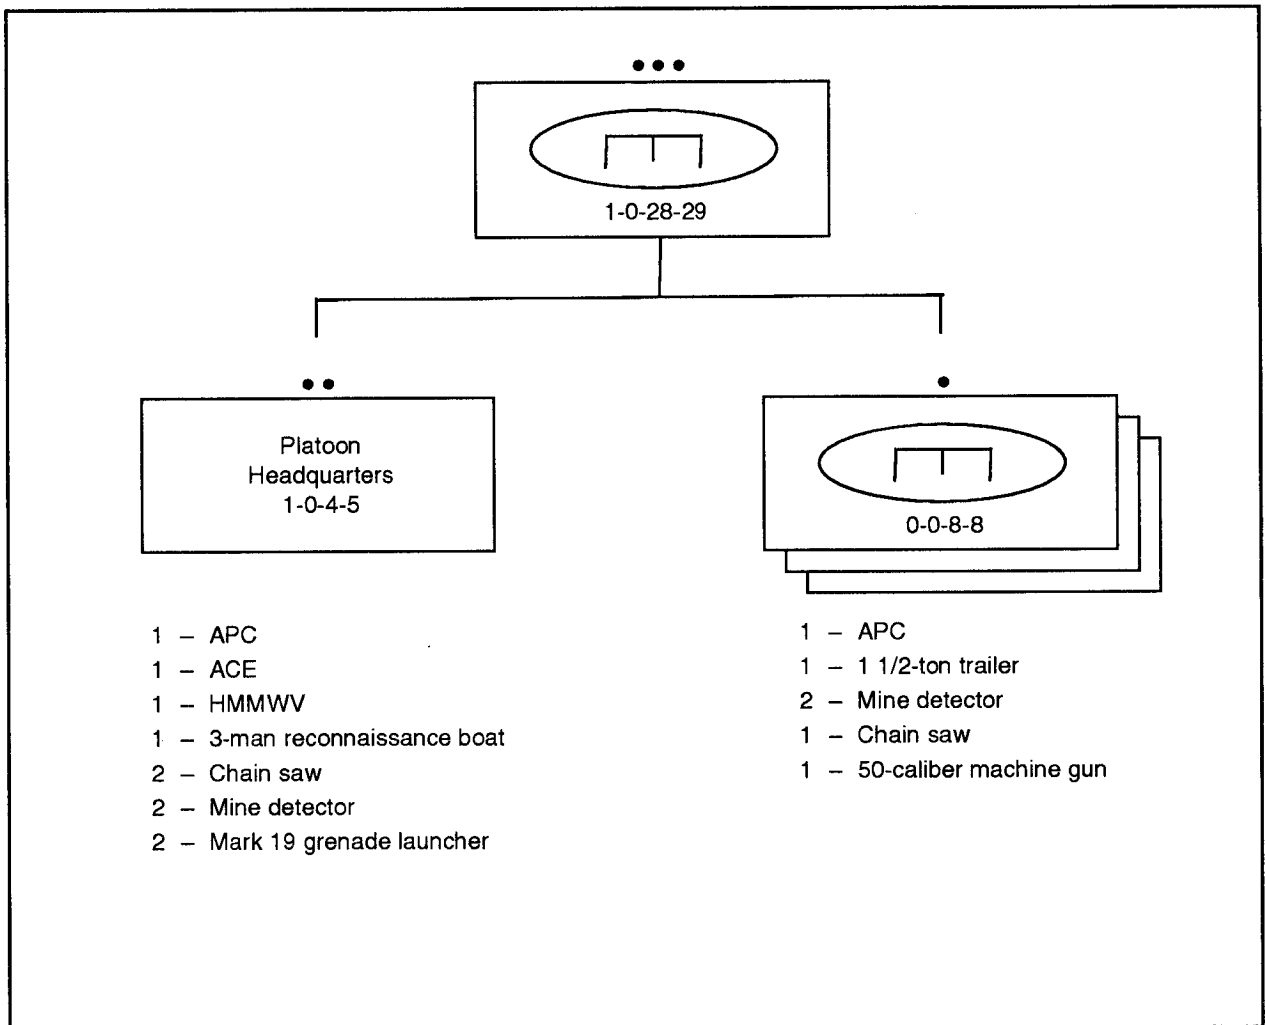 1-0-28-29
Platoon
Headquarters
1-0-4-5
0-0-8-8
1 – APC
1 – ACE
1 – HMMWV
1 – 3-man reconnaissance boat
2 – Chain saw
2 – Mine detector
2 – Mark 19 grenade launcher
1 – APC
1 – 1 1/2-ton trailer
2 – Mine detector
1 – Chain saw
1 – 50-caliber machine gun